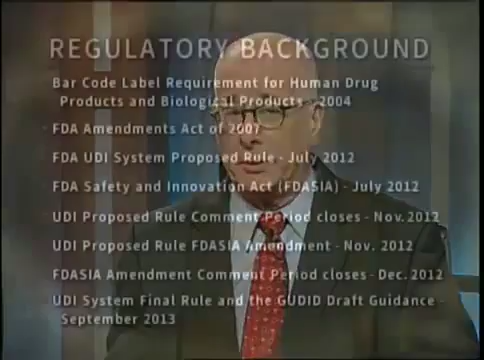 REGULATORY BACKGROUND
Bar Code Label Requirement for Human Drug
Products and Biological Products - 2004
FDA Amendments Act of 2007
FDA UDI System Proposed Rule - July 2012
FDA Safety and Innovation Act (FDASIA) - July 2012
UDI Proposed Rule Comment Period closes - Nov.2012
UDI Proposed Rule FDASIA Amendment - Nov. 2012
FDASIA Amendment Comment Period closes - Dec. 2012
UDI System Final Rule and the GUDID Draft Guidance -
September 2013